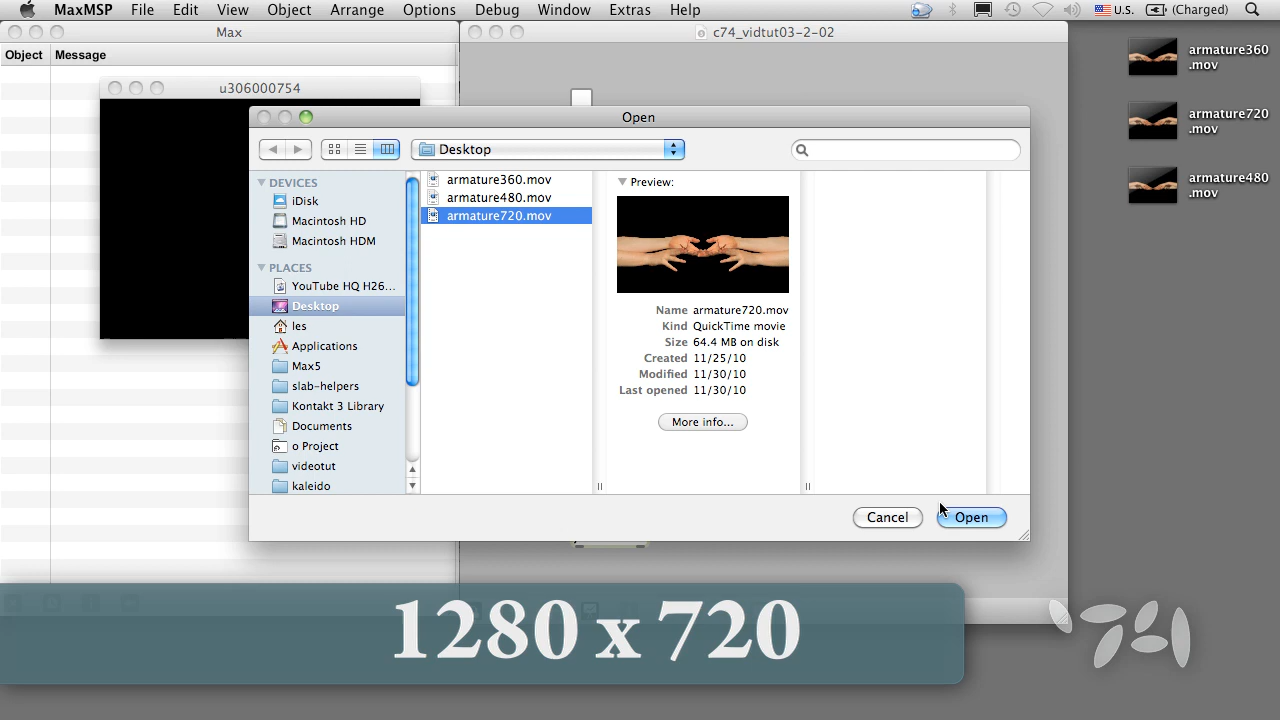 MaxMSP File Edit View Object Arrange Options Debug Window Extras Help U.S. (Charged)
Max
c74_vidtut03-2-02
Object Message
u306000754
Open
Desktop
DEVICES
iDisk
Macintosh HD
Macintosh HDM
PLACES
YouTube HQ H26...
Desktop
les
Applications
Max5
slab-helpers
Kontakt 3 Library
Documents
o Project
videotut
kaleido
armature360.mov
armature480.mov
armature720.mov
Preview:
Name armature720.mov
Kind QuickTime movie
Size 64.4 MB on disk
Created 11/25/10
Modified 11/30/10
Last opened 11/30/10
More info...
Cancel
Open
armature360
.mov
armature720
.mov
armature480
.mov
1280 x 720